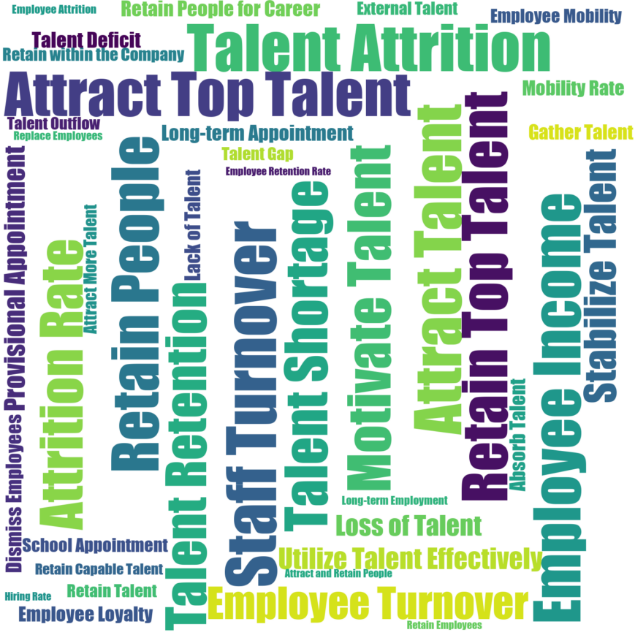 Employee Attrition
Retain People for Career
External Talent
Employee Mobility
Talent Deficit
Talent Attrition
Retain within the Company
Attract Top Talent
Mobility Rate
Talent Outflow
Replace Employees
Long-term Appointment
Gather Talent
Talent Gap
Employee Retention Rate
Provisional Appointment
Dismiss Employees
Attrition Rate
Attract More Talent
Retain People
Lack of Talent
Talent Retention
Staff Turnover
Talent Shortage
Motivate Talent
Attract Talent
Retain Top Talent
Absorb Talent
Employee Income
Stabilize Talent
Long-term Employment
Loss of Talent
School Appointment
Utilize Talent Effectively
Retain Capable Talent
Attract and Retain People
Retain Talent
Hiring Rate
Employee Turnover
Employee Loyalty
Retain Employees